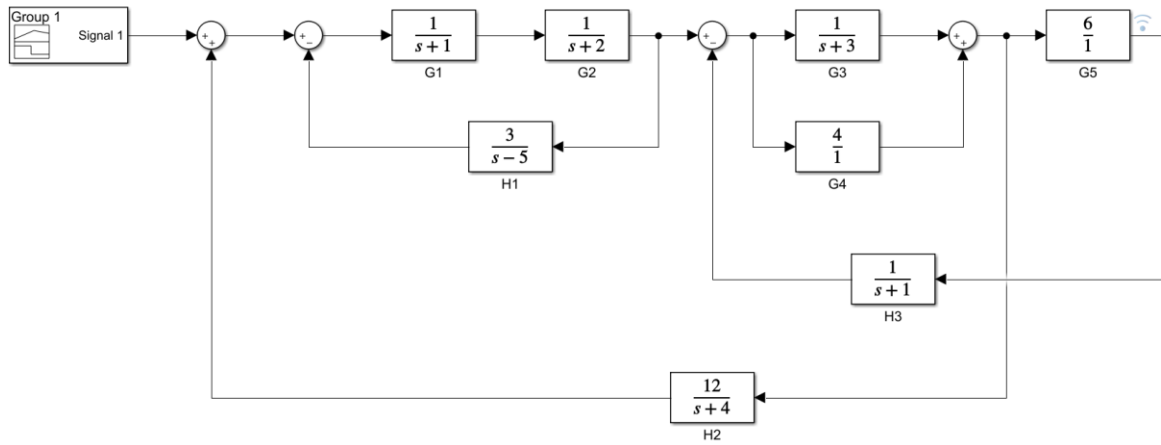 Group 1
Signal 1
+
+
+
−
1
s + 1
G1
1
s + 2
G2
+
−
1
s + 3
G3
+
+
6
1
G5
3
s − 5
H1
4
1
G4
1
s + 1
H3
12
s + 4
H2